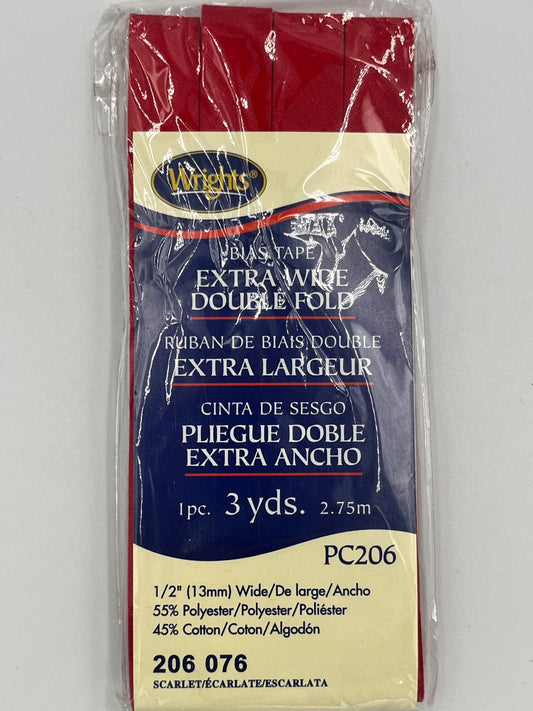 Wrights®
BIAS TAPE
EXTRA WIDE
DOUBLE FOLD
RUBAN DE BIAIS DOUBLE
EXTRA LARGEUR
CINTA DE SESGO
PLIEGUE DOBLE
EXTRA ANCHO
1pc. 3 yds. 2.75m
PC206
1/2" (13mm) Wide/De large/Ancho
55% Polyester/Polyester/Poliéster
45% Cotton/Coton/Algodón
206 076
SCARLET/ÉCARLATE/ESCARLATA